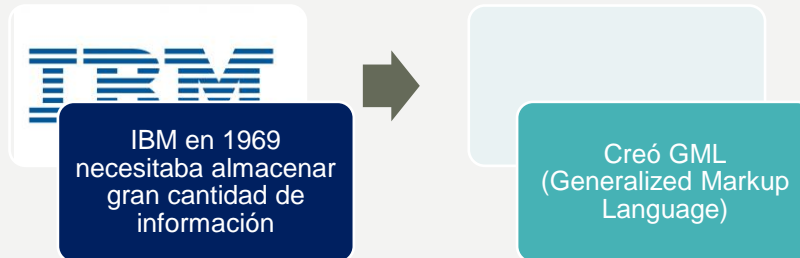 IBM
IBM en 1969
necesitaba almacenar
gran cantidad de
información
Creó GML
(Generalized Markup
Language)